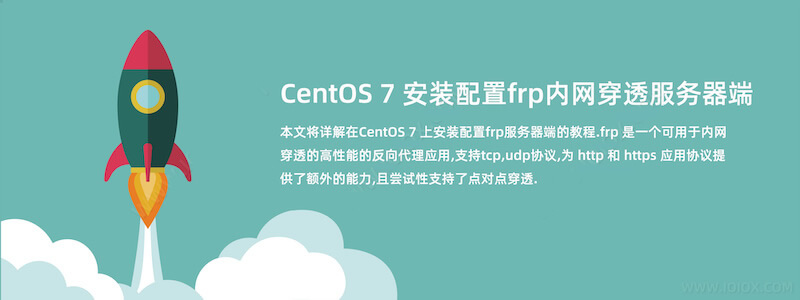 CentOS 7 安装配置frp内网穿透服务器端
本文将详解在CentOS 7 上安装配置frp服务器端的教程.frp 是一个可用于内网
穿透的高性能的反向代理应用,支持tcp,udp协议,为 http 和 https 应用协议提
供了额外的能力,且尝试性支持了点对点穿透.
WWW.IOIOX.COM